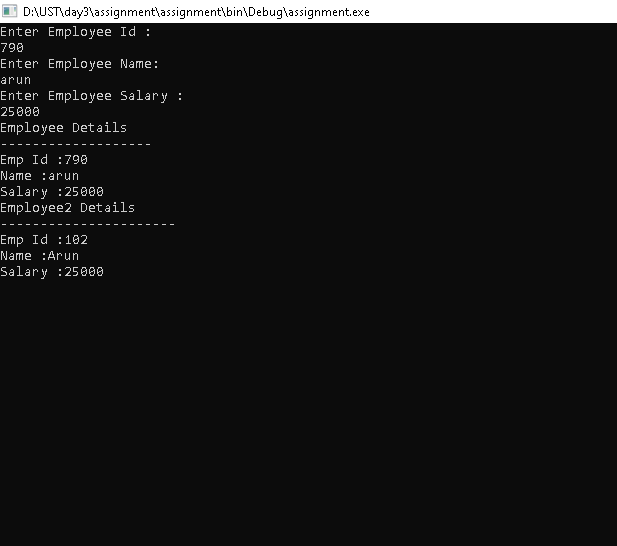 D:\UST\day3\assignment\assignment\bin\Debug\assignment.exe
Enter Employee Id :
790
Enter Employee Name:
arun
Enter Employee Salary :
25000
Employee Details
-------------------
Emp Id :790
Name :arun
Salary :25000
Employee2 Details
----------------------
Emp Id :102
Name :Arun
Salary :25000